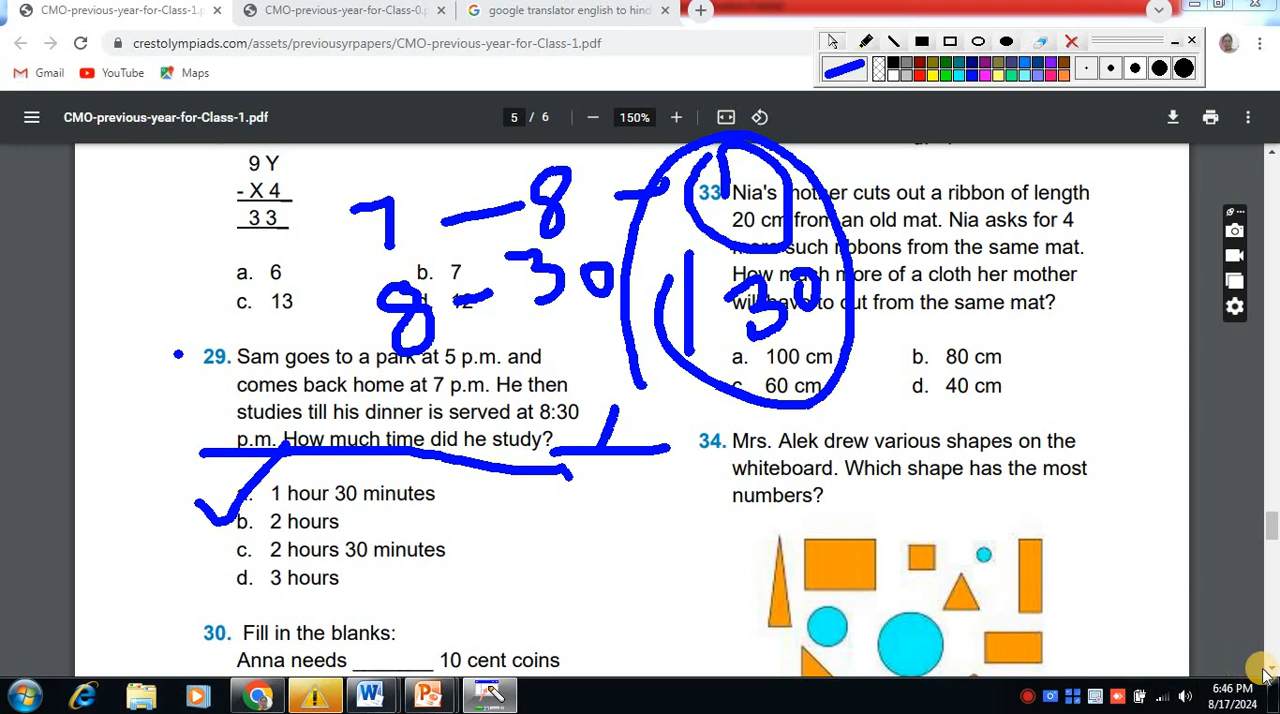 CMO-previous-year-for-Class-1.p
CMO-previous-year-for-Class-0.
google translator english to hind
crestolympiads.com/assets/previousyrpapaer/CMO-previous-year-for-Class-1.pdf
Gmail
YouTube
Maps
CMO-previous-year-for-Class-1.pdf
5 / 6
150%
9 Y
- X 4
3 3
a. 6
b. 7
c. 13
d. 12
7 — 8
8 - 30
1
1 30
29. Sam goes to a park at 5 p.m. and
comes back home at 7 p.m. He then
studies till his dinner is served at 8:30
p.m. How much time did he study?
a. 1 hour 30 minutes
b. 2 hours
c. 2 hours 30 minutes
d. 3 hours
30. Fill in the blanks:
Anna needs _______ 10 cent coins
33. Nia's mother cuts out a ribbon of length
20 cm from an old mat. Nia asks for 4
more such ribbons from the same mat.
How much more of a cloth her mother
will have to cut from the same mat?
a. 100 cm
b. 80 cm
c. 60 cm
d. 40 cm
34. Mrs. Alek drew various shapes on the
whiteboard. Which shape has the most
numbers?
6:46 PM
8/17/2024